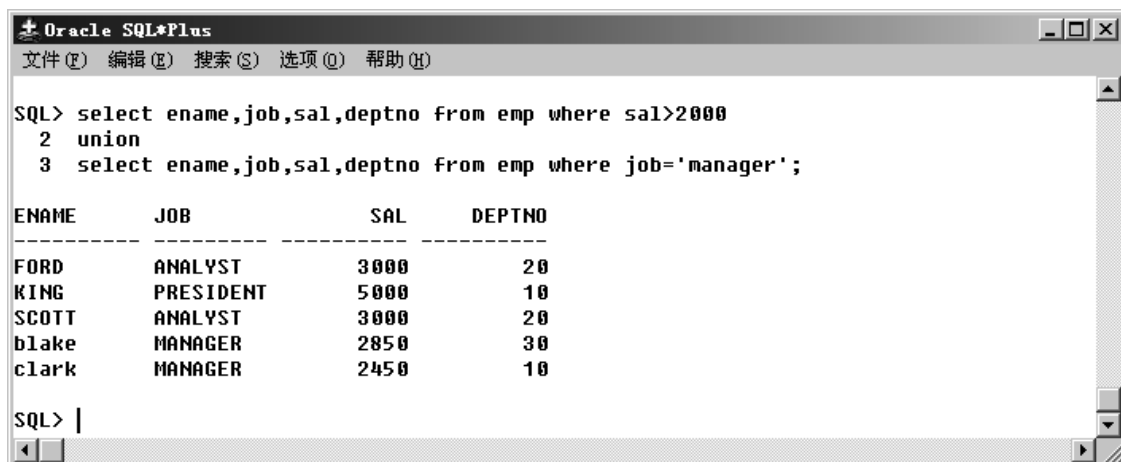 Oracle SQL*Plus
文件(F) 编辑(E) 搜索(S) 选项(O) 帮助(H)
SQL> select ename,job,sal,deptno from emp where sal>2000
  2  union
  3  select ename,job,sal,deptno from emp where job='manager';
ENAME      JOB              SAL     DEPTNO
---------- --------- ---------- ----------
FORD       ANALYST         3000         20
KING       PRESIDENT       5000         10
SCOTT      ANALYST         3000         20
blake      MANAGER         2850         30
clark      MANAGER         2450         10
SQL>